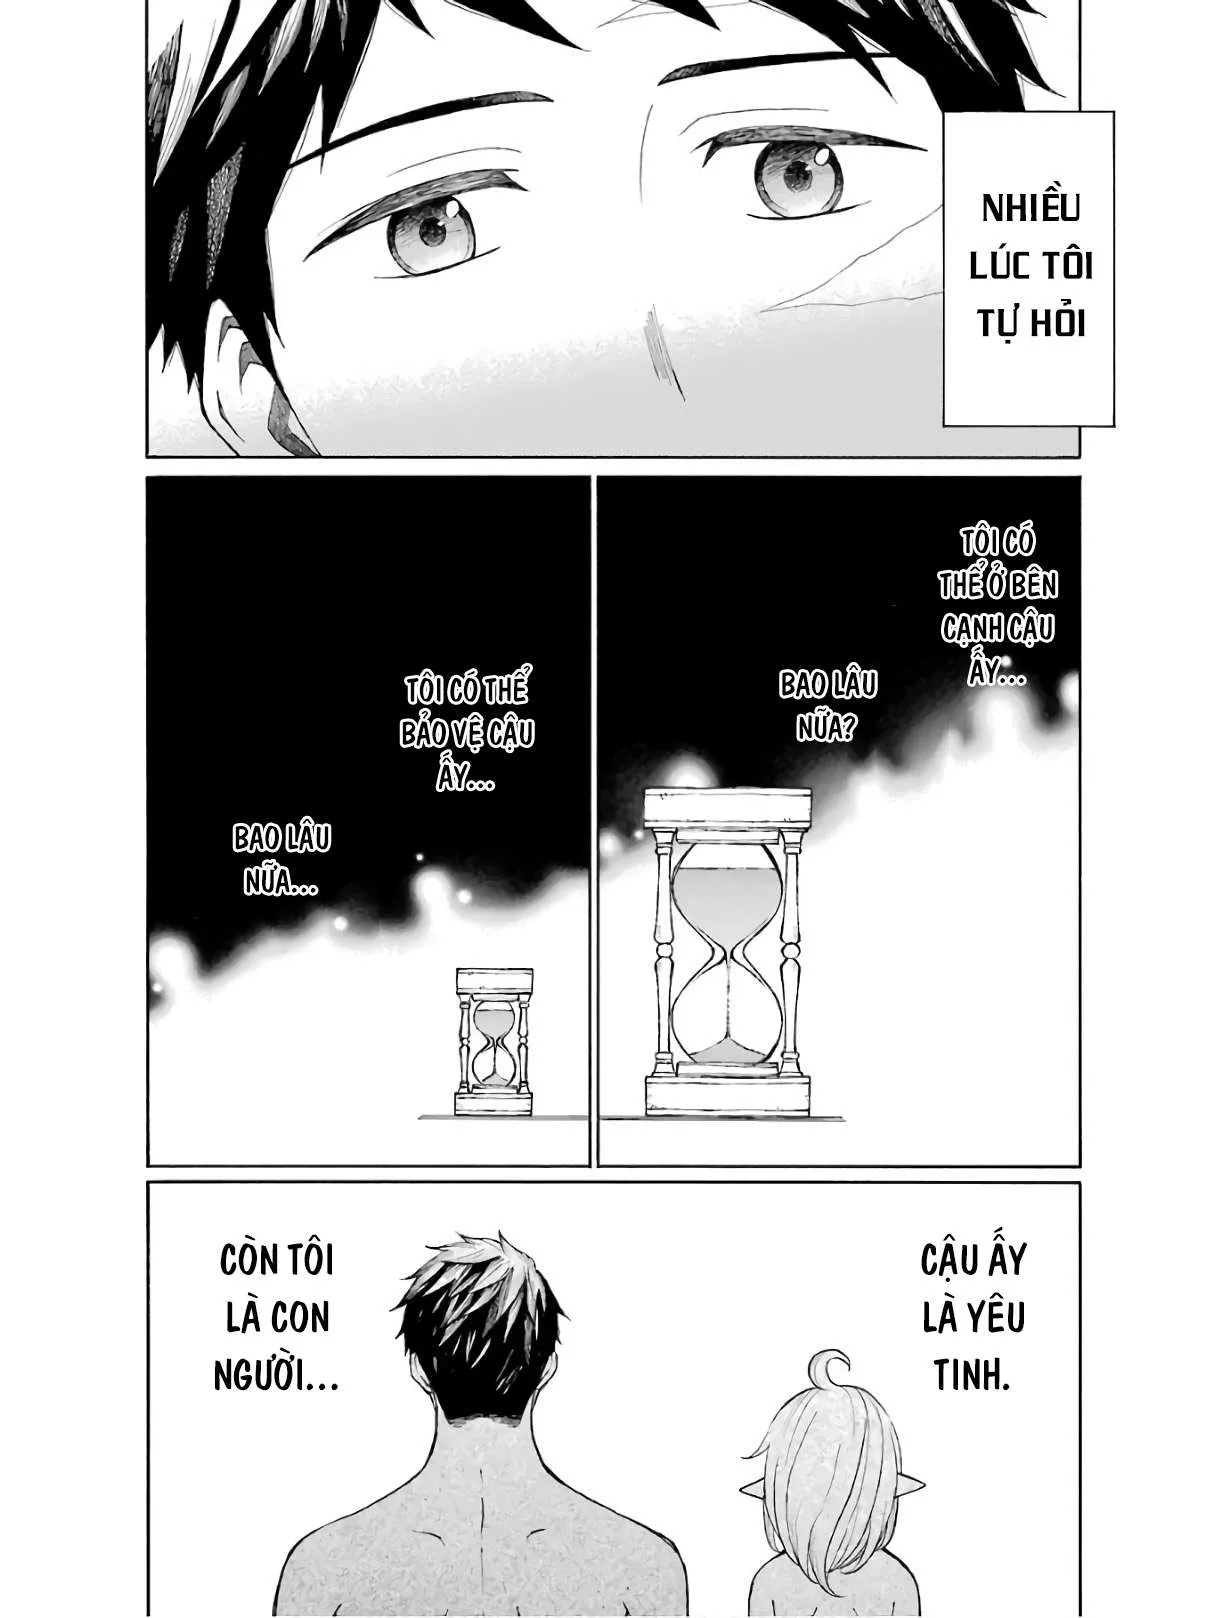 NHIỀU
LÚC TÔI
TỰ HỎI
TÔI CÓ
THỂ Ở BÊN
CẠNH CẬU
ẤY...
BAO LÂU
NỮA?
TÔI CÓ THỂ
BẢO VỆ CẬU
ẤY...
BAO LÂU
NỮA...
CẬU ẤY
LÀ YÊU
TINH.
CÒN TÔI
LÀ CON
NGƯỜI...